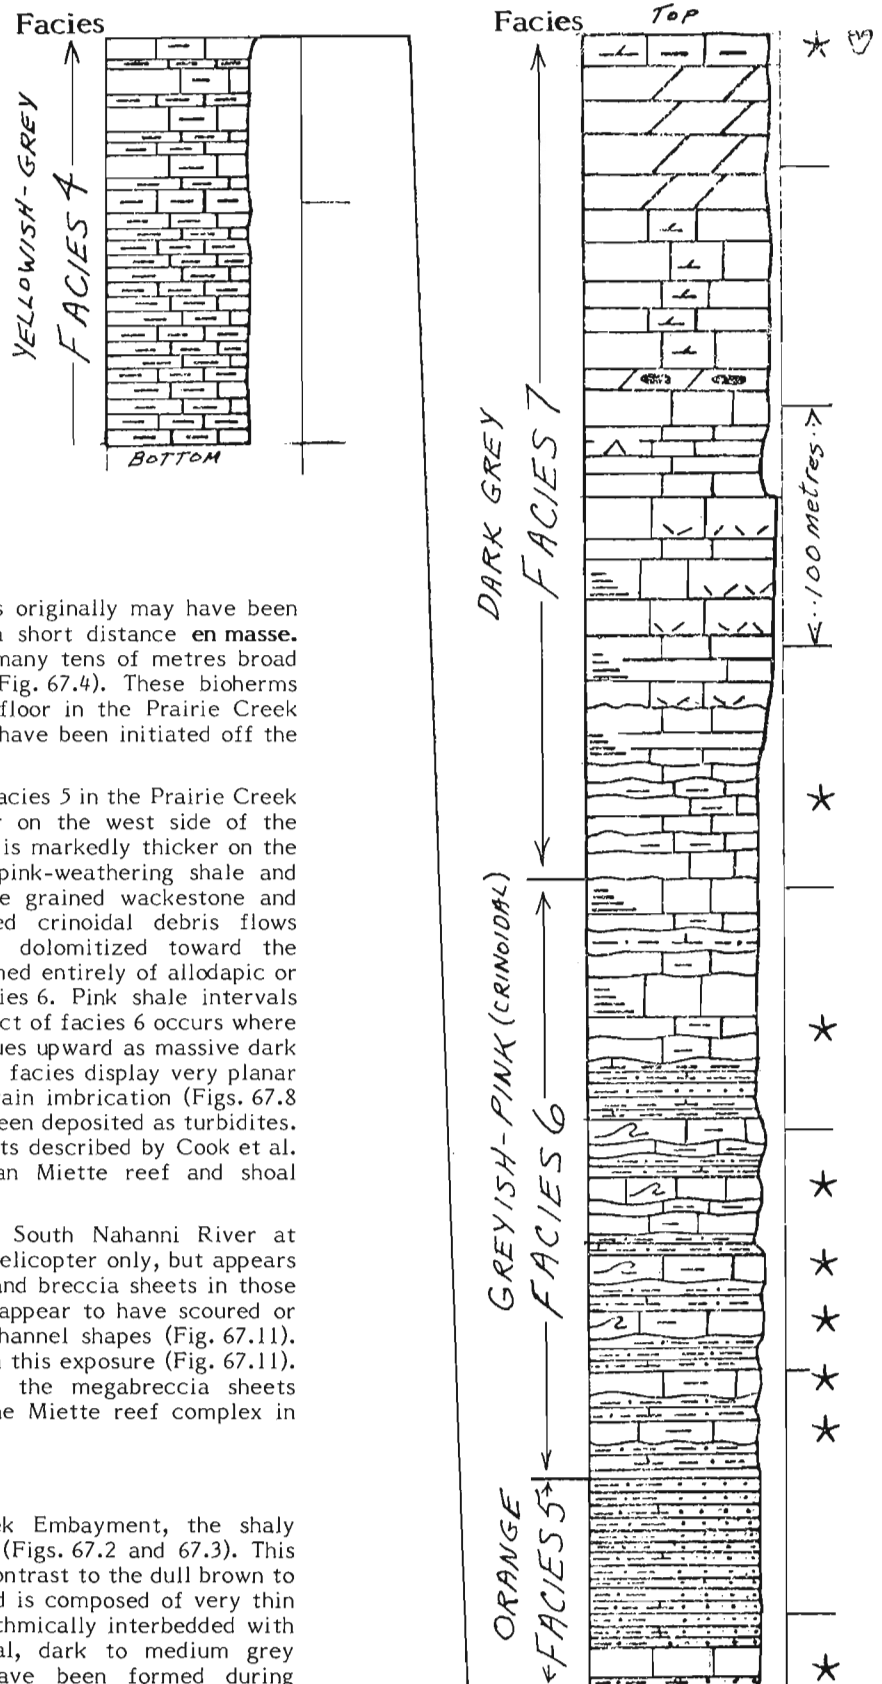 Facies
YELLOWISH-GREY
FACIES 4
BOTTOM
s originally may have been
a short distance en masse.
many tens of metres broad
Fig. 67.4). These bioherms
floor in the Prairie Creek
have been initiated off the
acies 5 in the Prairie Creek
r on the west side of the
is markedly thicker on the
pink-weathering shale and
e grained wackestone and
ed crinoidal debris flows
dolomitized toward the
ned entirely of allodapic or
ies 6. Pink shale intervals
ct of facies 6 occurs where
ues upward as massive dark
facies display very planar
ain imbrication (Figs. 67.8
een deposited as turbidites.
ts described by Cook et al.
an Miette reef and shoal
South Nahanni River at
elicopter only, but appears
and breccia sheets in those
appear to have scoured or
hannel shapes (Fig. 67.11).
n this exposure (Fig. 67.11).
the megabreccia sheets
ne Miette reef complex in
ek Embayment, the shaly
(Figs. 67.2 and 67.3). This
ontrast to the dull brown to
d is composed of very thin
thmically interbedded with
al, dark to medium grey
ave been formed during
Facies
TOP
DARK GREY
FACIES 7
100 metres
GREYISH-PINK (CRINOIDAL)
FACIES 6
ORANGE
FACIES 5